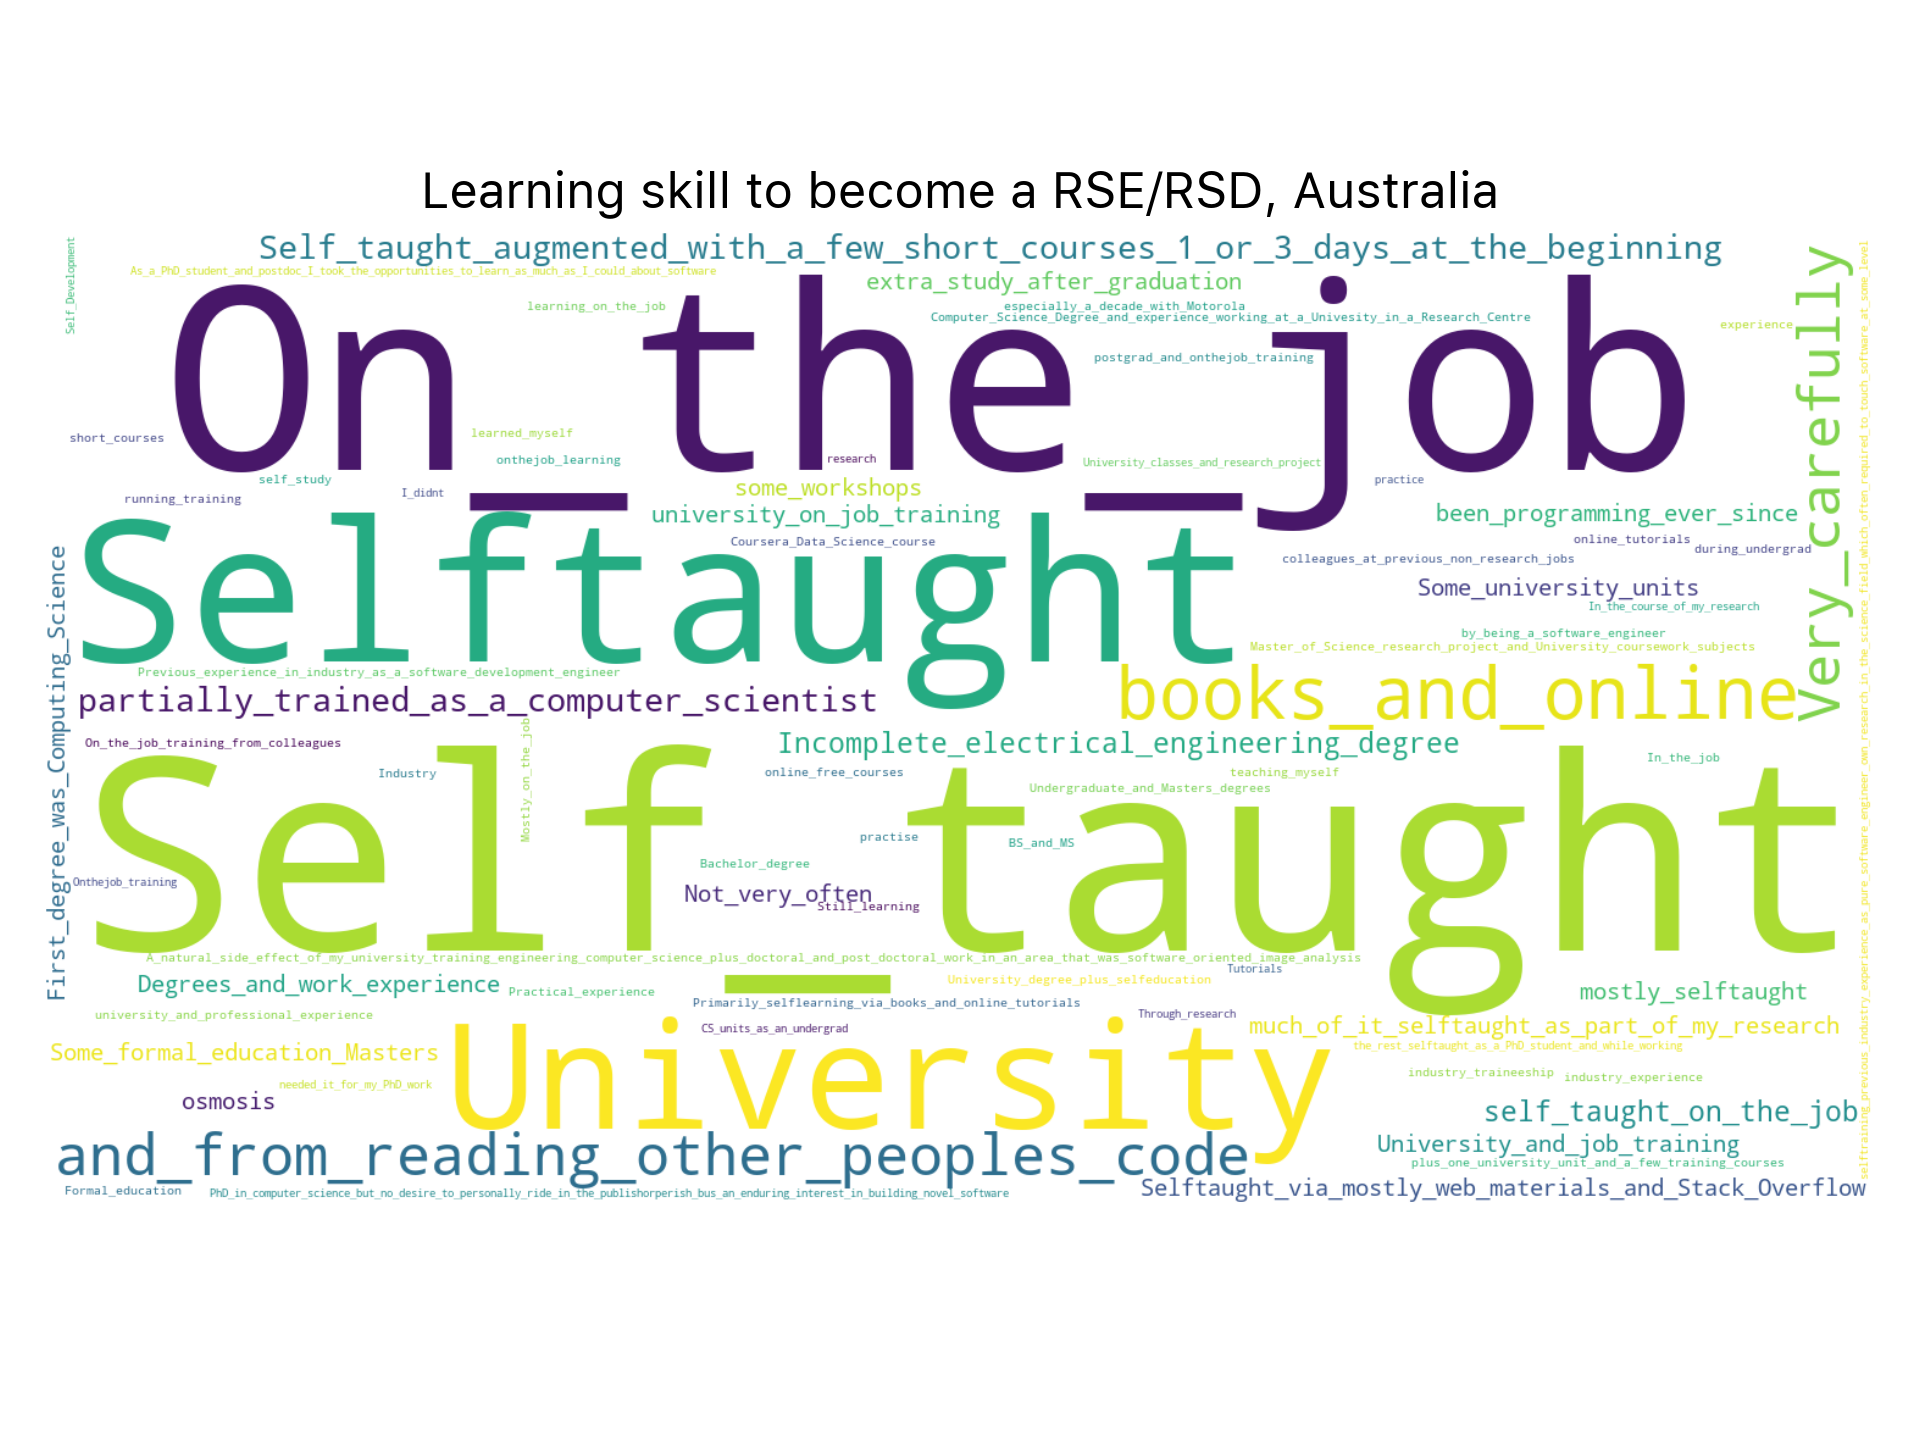 Learning skill to become a RSE/RSD, Australia
Self_taught_augmented_with_a_few_short_courses_1_or_3_days_at_the_beginning
Self_Development
As_a_PhD_student_and_postdoc_I_took_the_opportunities_to_learn_as_much_as_I_could_about_software
extra_study_after_graduation
learning_on_the_job
especially_a_decade_with_Motorola
Computer_Science_Degree_and_experience_working_at_a_Univesity_in_a_Research_Centre
experience
On_the_job
postgrad_and_onthejob_training
Very_carefully
selftraining_previous_industry_experience_as_pure_software_engineer_own_research_in_the_science_field_which_often_required_to_touch_software_at_some_level
short_courses
learned_myself
onthejob_learning
research
University_classes_and_research_project
self_study
practice
I_didnt
some_workshops
running_training
university_on_job_training
been_programming_ever_since
Coursera_Data_Science_course
online_tutorials
during_undergrad
colleagues_at_previous_non_research_jobs
Selftaught
Some_university_units
In_the_course_of_my_research
by_being_a_software_engineer
Master_of_Science_research_project_and_University_coursework_subjects
Previous_experience_in_industry_as_a_software_development_engineer
partially_trained_as_a_computer_scientist
books_and_online
First_degree_was_Computing_Science
On_the_job_training_from_colleagues
Mostly_on_the_job
Incomplete_electrical_engineering_degree
In_the_job
Industry
online_free_courses
teaching_myself
Undergraduate_and_Masters_degrees
practise
BS_and_MS
Self_taught
Bachelor_degree
Onthejob_training
Not_very_often
Still_learning
A_natural_side_effect_of_my_university_training_engineering_computer_science_plus_doctoral_and_post_doctoral_work_in_an_area_that_was_software_oriented_image_analysis
Tutorials
Degrees_and_work_experience
Practical_experience
University_degree_plus_selfeducation
mostly_selftaught
Primarily_selflearning_via_books_and_online_tutorials
university_and_professional_experience
Through_research
CS_units_as_an_undergrad
much_of_it_selftaught_as_part_of_my_research
Some_formal_education_Masters
the_rest_selftaught_as_a_PhD_student_and_while_working
University
industry_traineeship
industry_experience
needed_it_for_my_PhD_work
osmosis
self_taught_on_the_job
University_and_job_training
and_from_reading_other_peoples_code
plus_one_university_unit_and_a_few_training_courses
Selftaught_via_mostly_web_materials_and_Stack_Overflow
Formal_education
PhD_in_computer_science_but_no_desire_to_personally_ride_in_the_publishorperish_bus_an_enduring_interest_in_building_novel_software